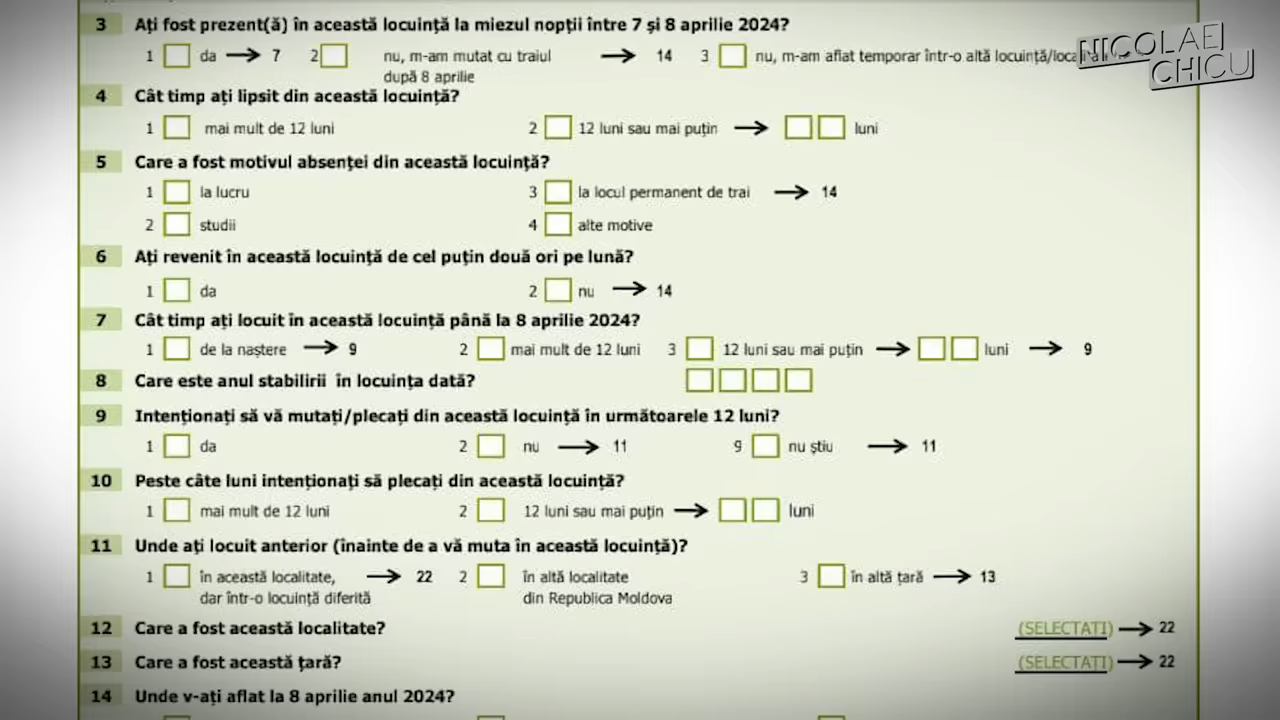 3 Ați fost prezent(ă) în această locuință la miezul nopții între 7 și 8 aprilie 2024?
1 da → 7 2 nu, m-am mutat cu traiul → 14 3 nu, m-am aflat temporar într-o altă locuință/
după 8 aprilie
NICOLAE
CHICU
4 Cât timp ați lipsit din această locuință?
1 mai mult de 12 luni 2 12 luni sau mai puțin → luni
5 Care a fost motivul absenței din această locuință?
1 la lucru 3 la locul permanent de trai → 14
2 studii 4 alte motive
6 Ați revenit în această locuință de cel puțin două ori pe lună?
1 da 2 nu → 14
7 Cât timp ați locuit în această locuință până la 8 aprilie 2024?
1 de la naștere → 9 2 mai mult de 12 luni 3 12 luni sau mai puțin → luni → 9
8 Care este anul stabilirii în locuința dată?
9 Intenționați să vă mutați/plecați din această locuință în următoarele 12 luni?
1 da 2 nu → 11 9 nu știu → 11
10 Peste câte luni intenționați să plecați din această locuință?
1 mai mult de 12 luni 2 12 luni sau mai puțin → luni
11 Unde ați locuit anterior (înainte de a vă muta în această locuință)?
1 în această localitate, → 22 2 în altă localitate 3 în altă țară → 13
dar într-o locuință diferită din Republica Moldova
12 Care a fost această localitate? (SELECTAȚI) → 22
13 Care a fost această țară? (SELECTAȚI) → 22
14 Unde v-ați aflat la 8 aprilie anul 2024?